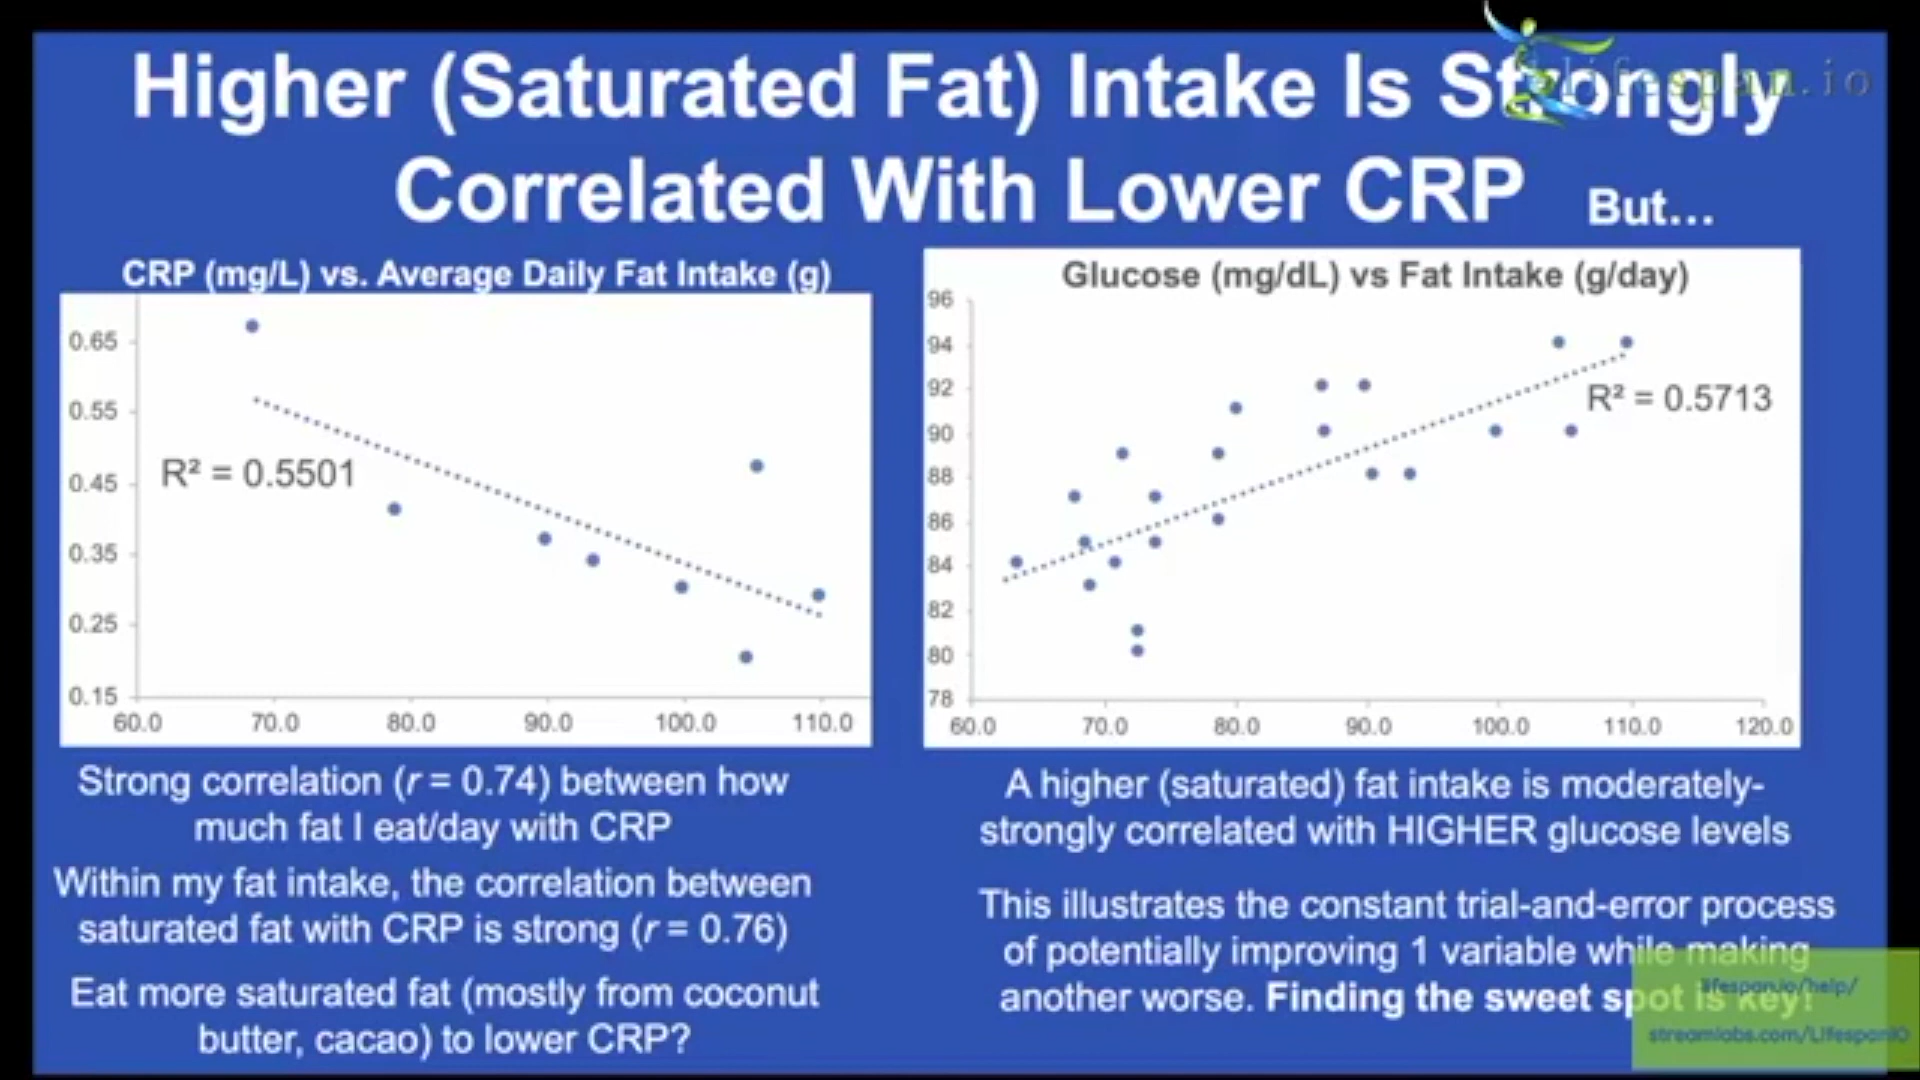 Higher (Saturated Fat) Intake Is Strongly
Correlated With Lower CRP But...
lifespan.io
CRP (mg/L) vs. Average Daily Fat Intake (g)
0.65
0.55
0.45
0.35
0.25
0.15
60.0 70.0 80.0 90.0 100.0 110.0
R² = 0.5501
Glucose (mg/dL) vs Fat Intake (g/day)
96
94
92
90
88
86
84
82
80
78
60.0 70.0 80.0 90.0 100.0 110.0 120.0
R² = 0.5713
Strong correlation (r = 0.74) between how
much fat I eat/day with CRP
Within my fat intake, the correlation between
saturated fat with CRP is strong (r = 0.76)
Eat more saturated fat (mostly from coconut
butter, cacao) to lower CRP?
A higher (saturated) fat intake is moderately-
strongly correlated with HIGHER glucose levels
This illustrates the constant trial-and-error process
of potentially improving 1 variable while making
another worse. Finding the sweet spot is key!
lifespan.io/help/
streamlabs.com/LifespanIO